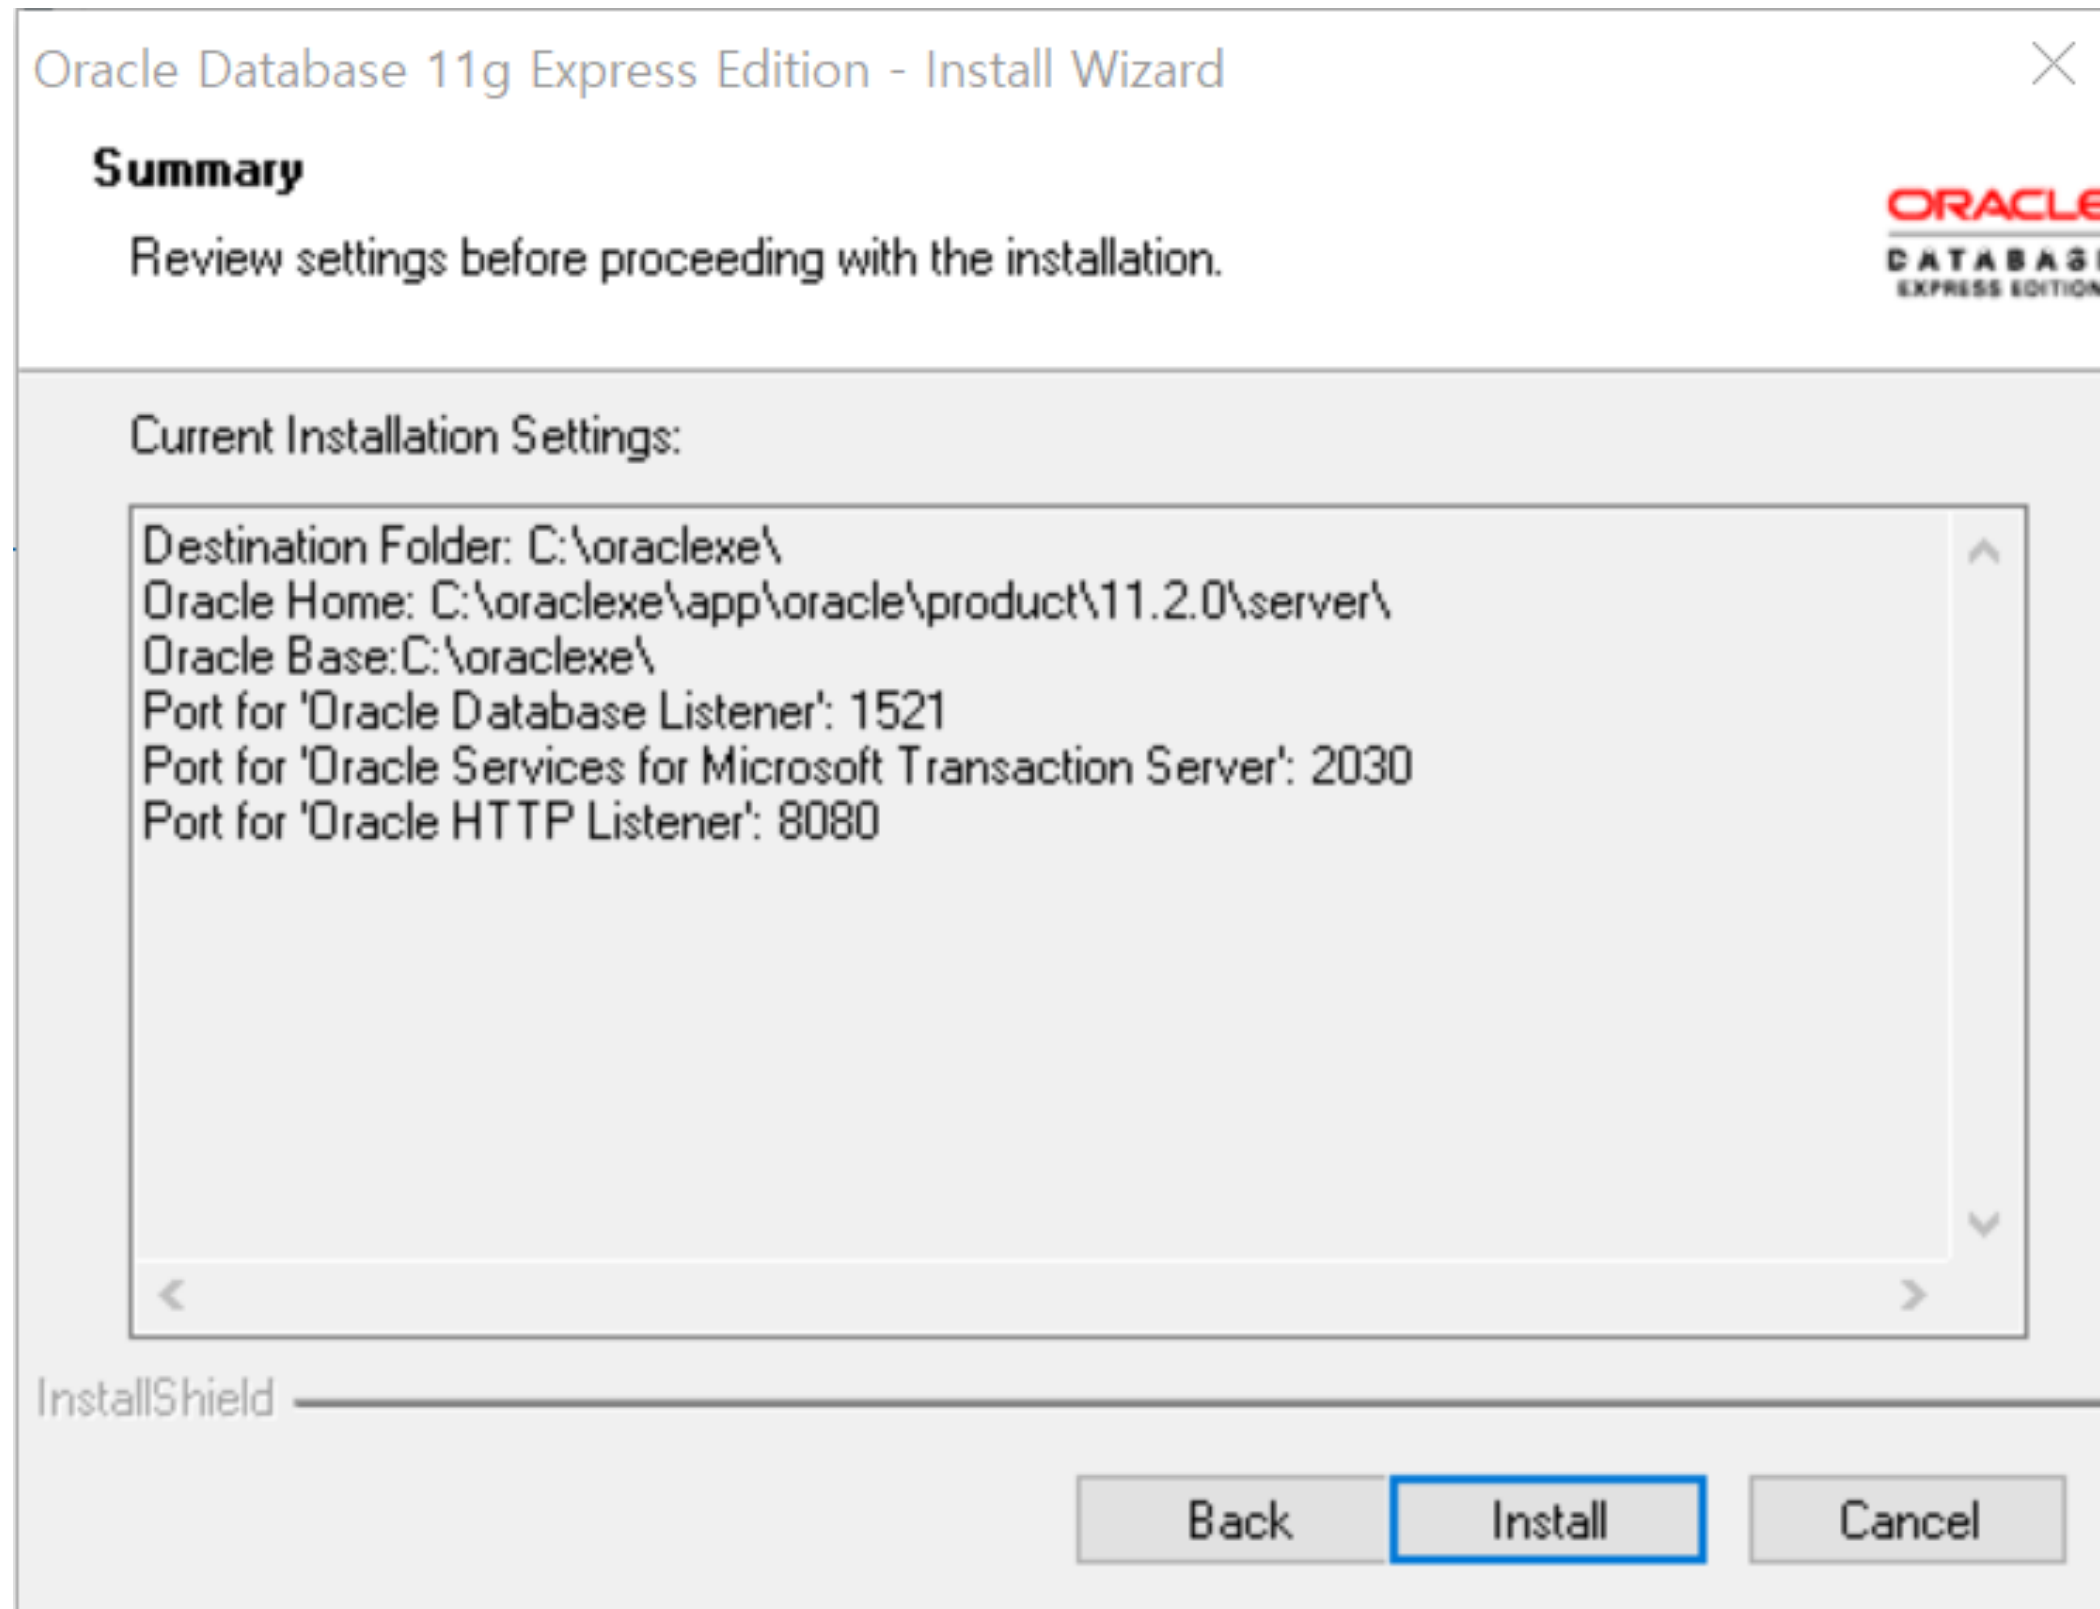 Oracle Database 11g Express Edition - Install Wizard
Summary
Review settings before proceeding with the installation.
ORACLE
DATABASE
EXPRESS EDITION
Current Installation Settings:
Destination Folder: C:\oraclexe\
Oracle Home: C:\oraclexe\app\oracle\product\11.2.0\server\
Oracle Base:C:\oraclexe\
Port for 'Oracle Database Listener': 1521
Port for 'Oracle Services for Microsoft Transaction Server': 2030
Port for 'Oracle HTTP Listener': 8080
InstallShield
Back
Install
Cancel